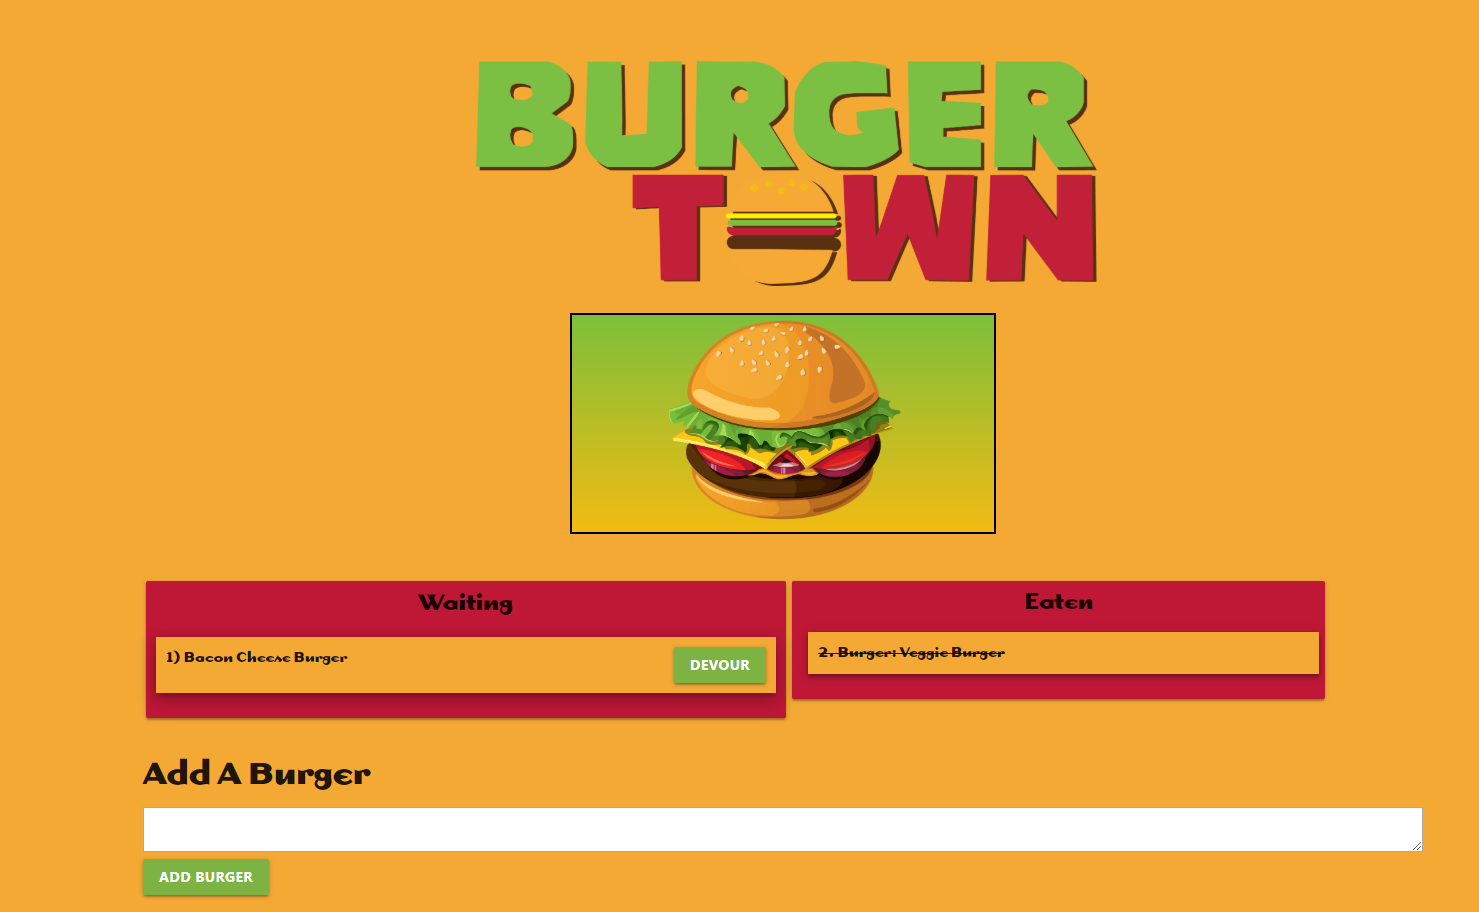 BURGER
TOWN
Waiting
Eaten
1) Bacon Cheese Burger
DEVOUR
2. Burger: Veggie Burger
Add A Burger
ADD BURGER